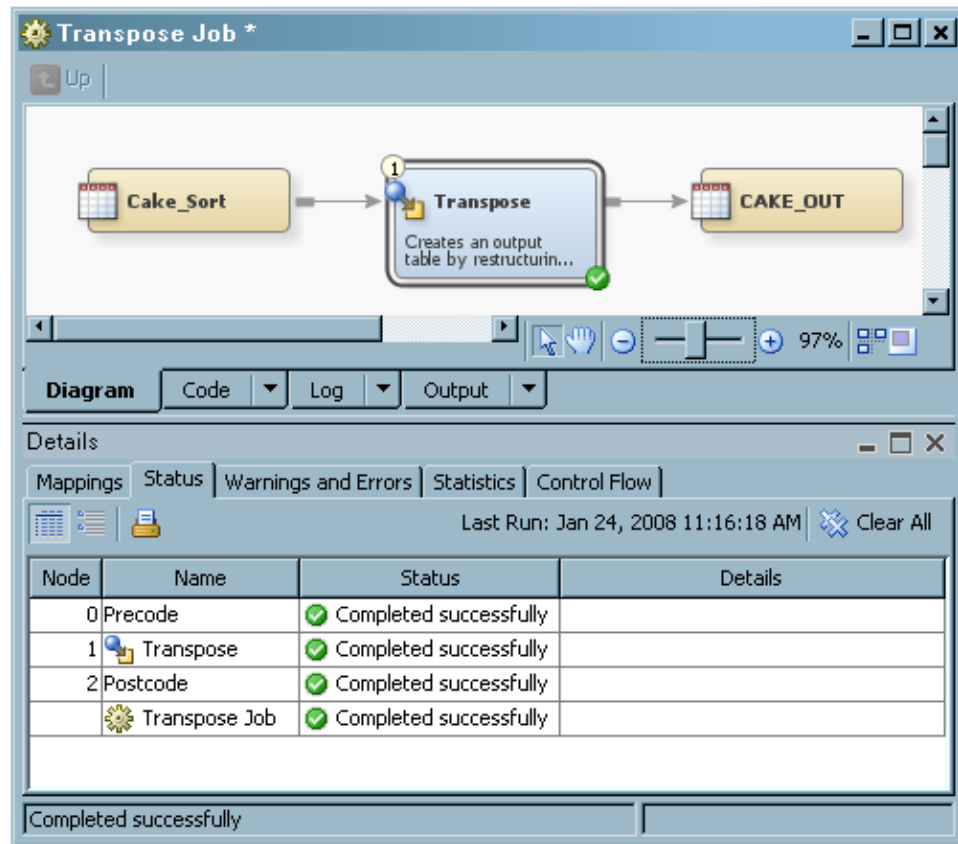 Transpose Job *
Up
1
Cake_Sort
Transpose
Creates an output
table by restructurin...
CAKE_OUT
97%
Diagram Code Log Output
Details
Mappings Status Warnings and Errors Statistics Control Flow
Last Run: Jan 24, 2008 11:16:18 AM Clear All
Node Name Status Details
0 Precode Completed successfully
1 Transpose Completed successfully
2 Postcode Completed successfully
Transpose Job Completed successfully
Completed successfully